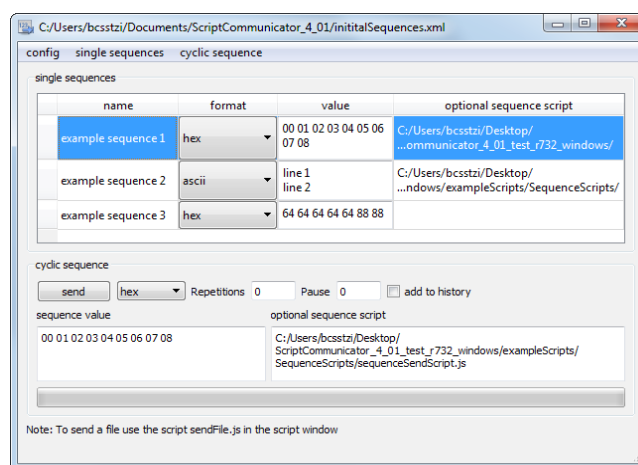 C:/Users/bcsstzi/Documents/ScriptCommunicator_4_01/inititalSequences.xml
config single sequences cyclic sequence
single sequences
name format value optional sequence script
example sequence 1 hex 00 01 02 03 04 05 06 07 08 C:/Users/bcsstzi/Desktop/ ...ommunicator_4_01_test_r732_windows/
example sequence 2 ascii line 1 line 2 C:/Users/bcsstzi/Desktop/ ...ndows/exampleScripts/SequenceScripts/
example sequence 3 hex 64 64 64 64 64 88 88
cyclic sequence
send hex Repetitions 0 Pause 0 add to history
sequence value optional sequence script
00 01 02 03 04 05 06 07 08 C:/Users/bcsstzi/Desktop/
ScriptCommunicator_4_01_test_r732_windows/exampleScripts/
SequenceScripts/sequenceSendScript.js
Note: To send a file use the script sendFile.js in the script window